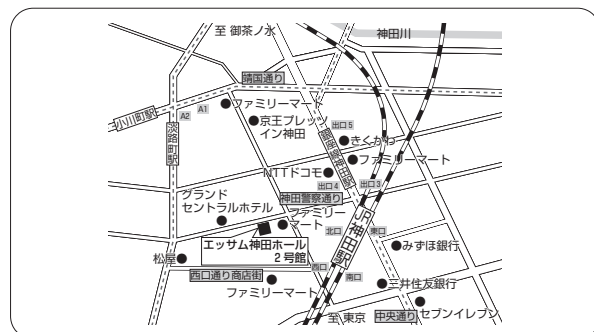 至 御茶ノ水
神田川
靖国通り
小川町駅
A2
A1
ファミリーマート
京王プレッソ
イン神田
淡路町駅
出口5
銀座線神田駅
きくかわ
ファミリーマート
NTTドコモ
出口4
出口3
グランド
セントラルホテル
神田警察通り
ファミリー
マート
エッサム神田ホール
2号館
北口
JR神田駅
東口
みずほ銀行
松屋
西口
西口通り商店街
南口
ファミリーマート
三井住友銀行
セブンイレブン
至 東京
中央通り